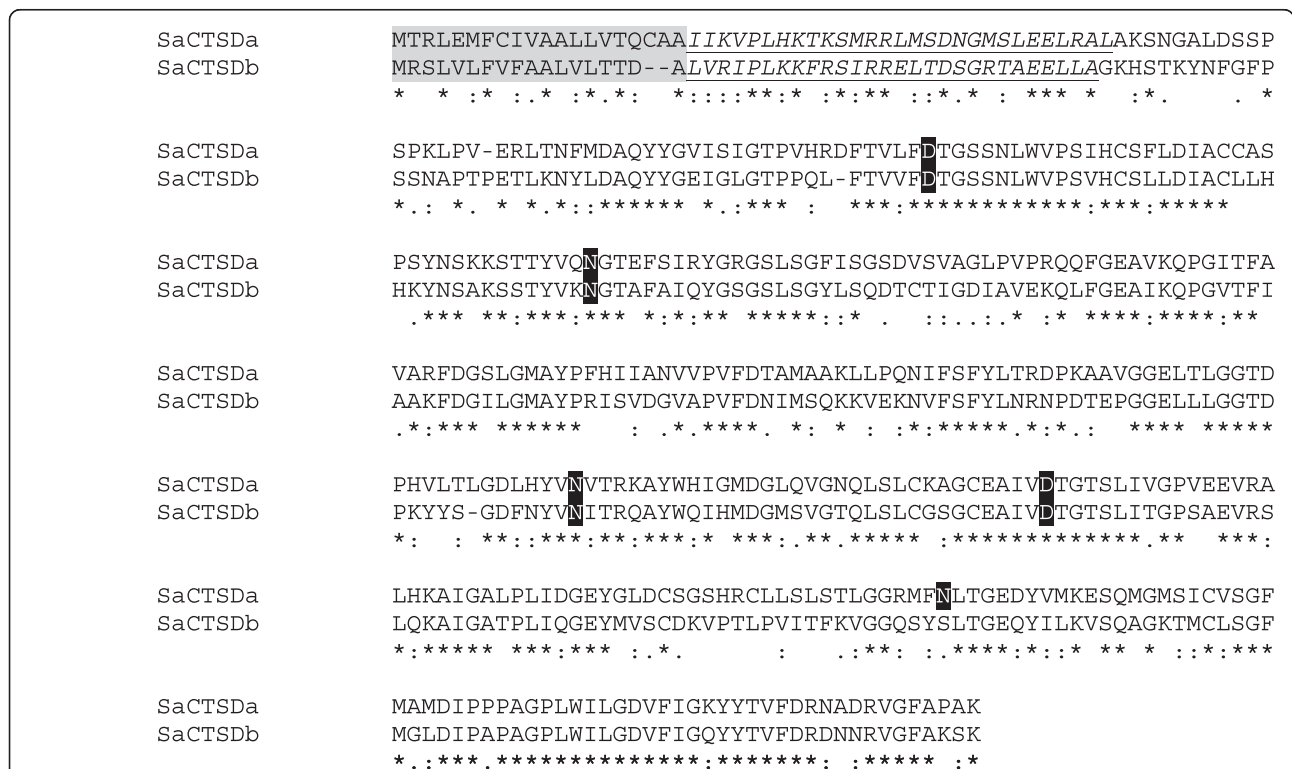 SaCTSDa MTRLEMFCIVAALLVTQCAAIIKVPLHKTKSMRRLMSDNGMSLEELRALAKSNGALDSSP
SaCTSDb MRSLVLFVFAALVLTTD--ALVRIPLKKFRSIRRELTDSGRTAEELLAGKHSTKYNFGFP
*  * :*  :.* :*.*:  *::::**:* :*:** ::*.* : *** *  :*.     . *
SaCTSDa SPKLPV-ERLTNFMDAQYYGVISIGTPVHRDFTVLFDTGSSNLWVPSIHCSFLDIACCAS
SaCTSDb SSNAPTPETLKNYLDAQYYGEIGLGTPPQL-FTVVFDTGSSNLWVPSVHCSLLDIACLLH
*.: *. * *.*::****** *.:*** :  ***:************:***:*****
SaCTSDa PSYNSKKSTTYVQNGTEFSIRYGRGSLSGFISGSDVSVAGLPVPRQQFGEAVKQPGITFA
SaCTSDb HKYNSAKSSTYVKNGTAFAIQYGSGSLSGYLSQDTCTIGDIAVEKQLFGEAIKQPGVTFI
.*** **:***:*** *:*:** *****::* .  ::..:.* :* ****:****:**
SaCTSDa VARFDGSLGMAYPFHIIANVVPVFDTAMAAKLLPQNIFSFYLTRDPKAAVGGELTLGGTD
SaCTSDb AAKFDGILGMAYPRISVDGVAPVFDNIMSQKKVEKNVFSFYLNRNPDTEPGGELLLGGTD
.*:*** ******   : .*.****. *: * : :*:*****.*:*.:  **** *****
SaCTSDa PHVLTLGDLHYVNVTRKAYWHIGMDGLQVGNQLSLCKAGCEAIVDTGTSLIVGPVEEVRA
SaCTSDb PKYYS-GDFNYVNITRQAYWQIHMDGMSVGTQLSLCGSGCEAIVDTGTSLITGPSAEVRS
*:  : **::***:**:***:* ***:.**.***** :*************.**  ***:
SaCTSDa LHKAIGALPLIDGEYGLDCSGSHRCLLSLSTLGGRMFNLTGEDYVMKESQMGMSICVSGF
SaCTSDb LQKAIGATPLIQGEYMVSCDKVPTLPVITFKVGGQSYSLTGEQYILKVSQAGKTMCLSGF
*:***** ***:*** :.*.      :   .:**: :.****:*::* ** * ::*:***
SaCTSDa MAMDIPPPAGPLWILGDVFIGKYYTVFDRNADRVGFAPAK
SaCTSDb MGLDIPAPAGPLWILGDVFIGQYYTVFDRDNNRVGFAKSK
*.:***.**************:*******: :***** :*